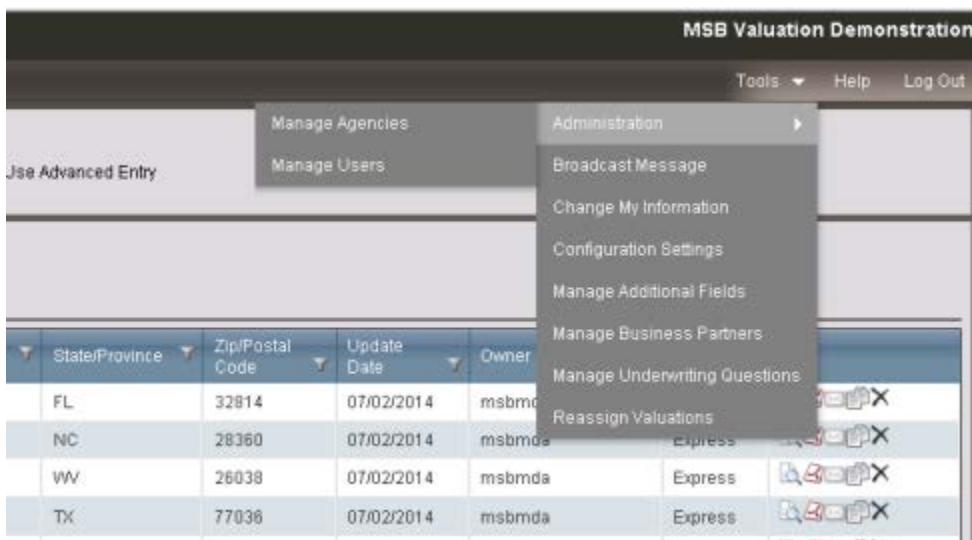 MSB Valuation Demonstration
Tools Help Log Out
Manage Agencies
Manage Users
Administration
Broadcast Message
Change My Information
Configuration Settings
Manage Additional Fields
Manage Business Partners
Manage Underwriting Questions
Reassign Valuations
Use Advanced Entry
State/Province Zip/Postal Code Update Date Owner
FL 32814 07/02/2014
NC 28360 07/02/2014 msbmda Express
WV 26038 07/02/2014 msbmda Express
TX 77036 07/02/2014 msbmda Express